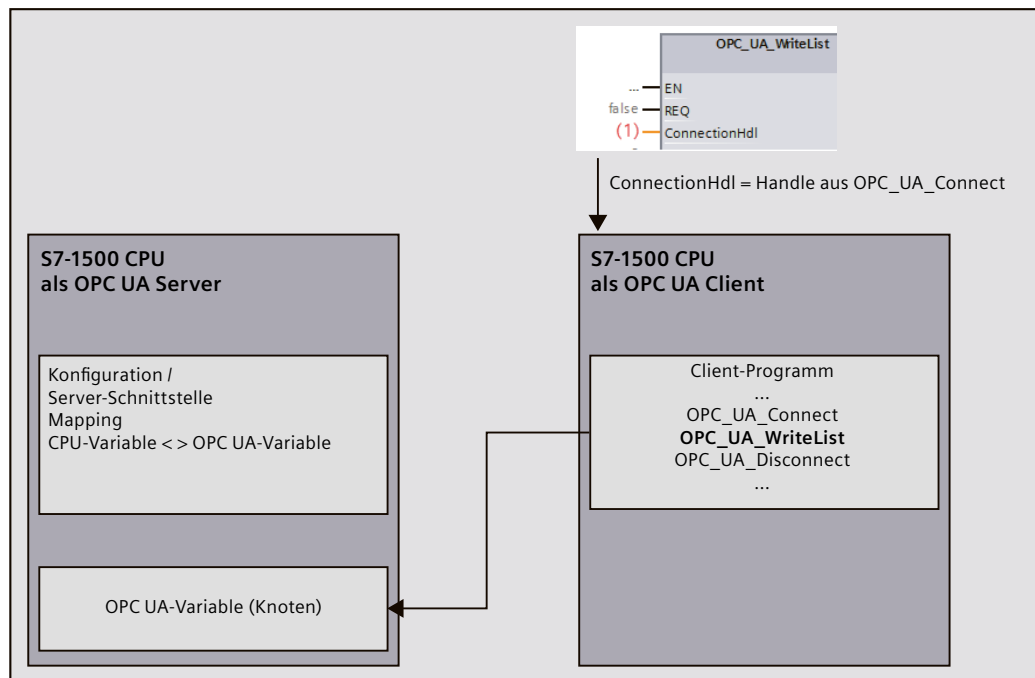 OPC_UA_WriteList
... EN
false REQ
(1) ConnectionHdl
ConnectionHdl = Handle aus OPC_UA_Connect
S7-1500 CPU
als OPC UA Server
Konfiguration /
Server-Schnittstelle
Mapping
CPU-Variable < > OPC UA-Variable
OPC UA-Variable (Knoten)
S7-1500 CPU
als OPC UA Client
Client-Programm
...
OPC_UA_Connect
OPC_UA_WriteList
OPC_UA_Disconnect
...